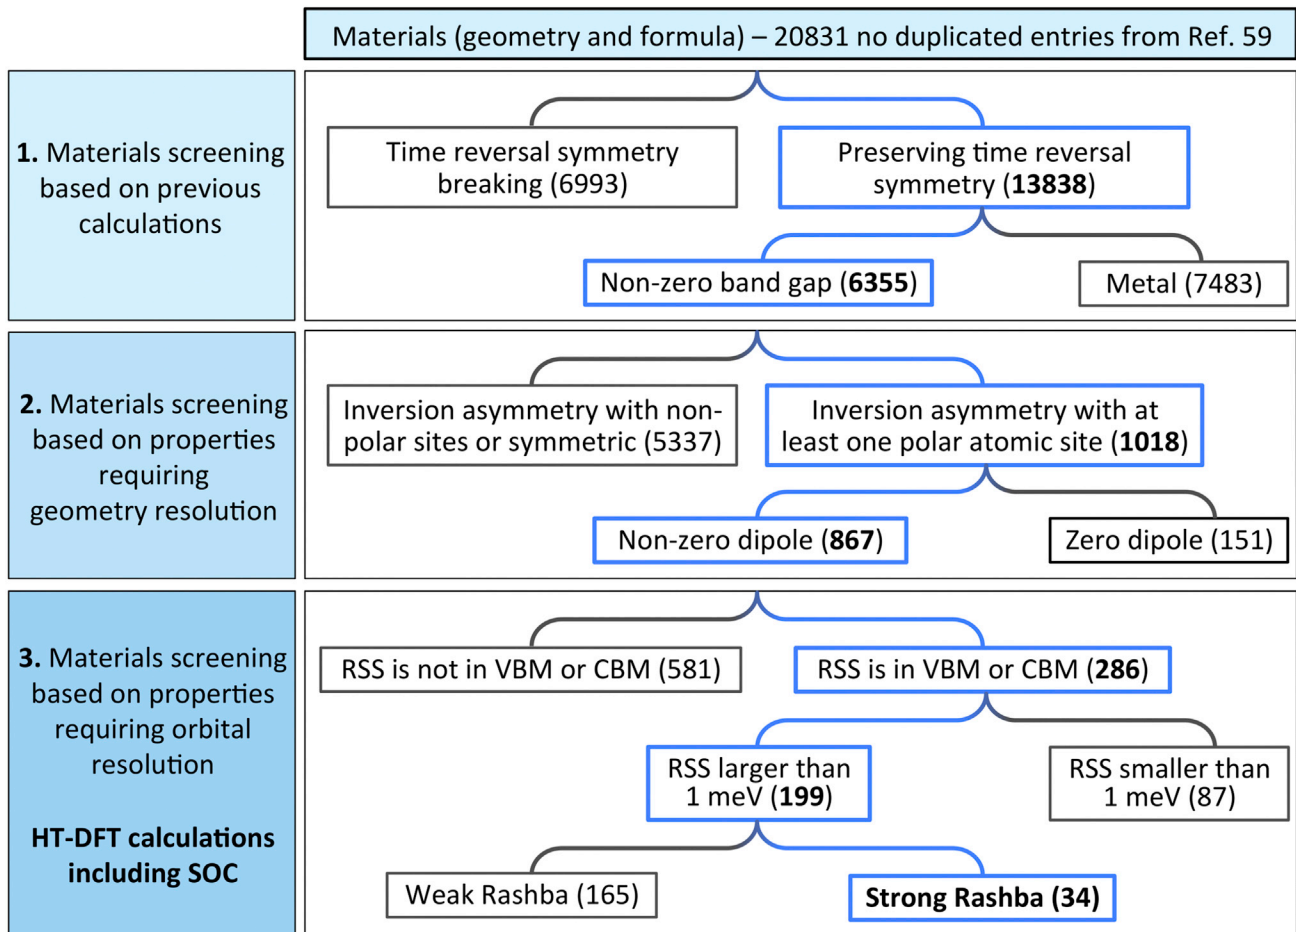 Materials (geometry and formula) – 20831 no duplicated entries from Ref. 59
1. Materials screening
based on previous
calculations
Time reversal symmetry
breaking (6993)
Preserving time reversal
symmetry (13838)
Non-zero band gap (6355)
Metal (7483)
2. Materials screening
based on properties
requiring
geometry resolution
Inversion asymmetry with non-
polar sites or symmetric (5337)
Inversion asymmetry with at
least one polar atomic site (1018)
Non-zero dipole (867)
Zero dipole (151)
3. Materials screening
based on properties
requiring orbital
resolution
HT-DFT calculations
including SOC
RSS is not in VBM or CBM (581)
RSS is in VBM or CBM (286)
RSS larger than
1 meV (199)
RSS smaller than
1 meV (87)
Weak Rashba (165)
Strong Rashba (34)